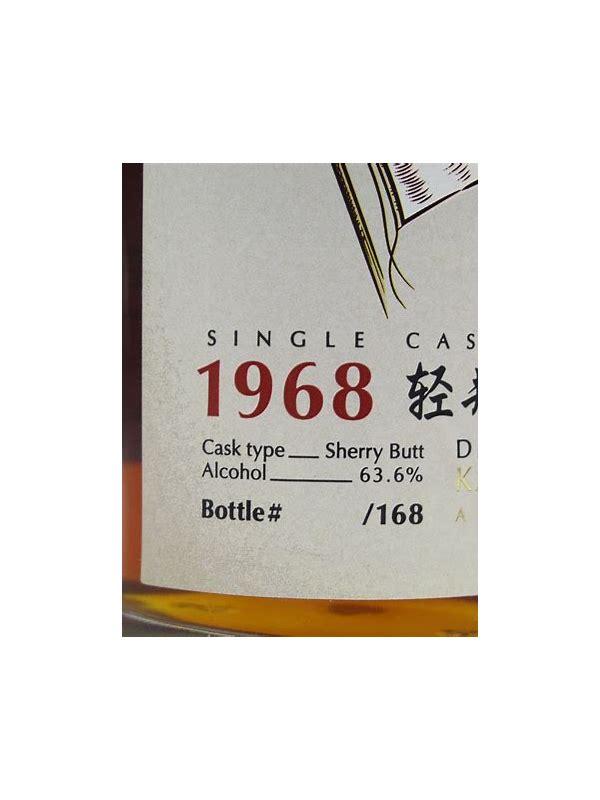 SINGLE CAS
1968 轻
Cask type Sherry Butt
Alcohol 63.6%
Bottle# /168
D
K
A